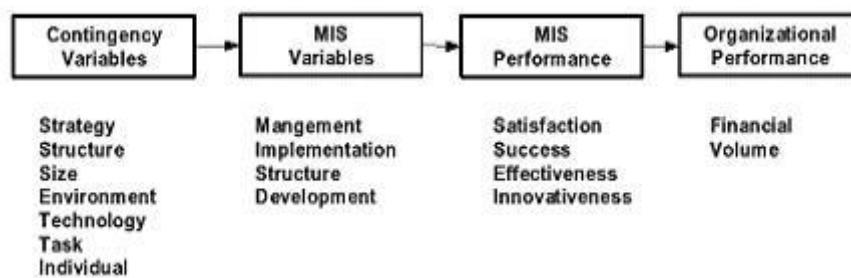 Contingency
Variables
MIS
Variables
MIS
Performance
Organizational
Performance
Strategy
Structure
Size
Environment
Technology
Task
Individual
Mangement
Implementation
Structure
Development
Satisfaction
Success
Effectiveness
Innovativeness
Financial
Volume